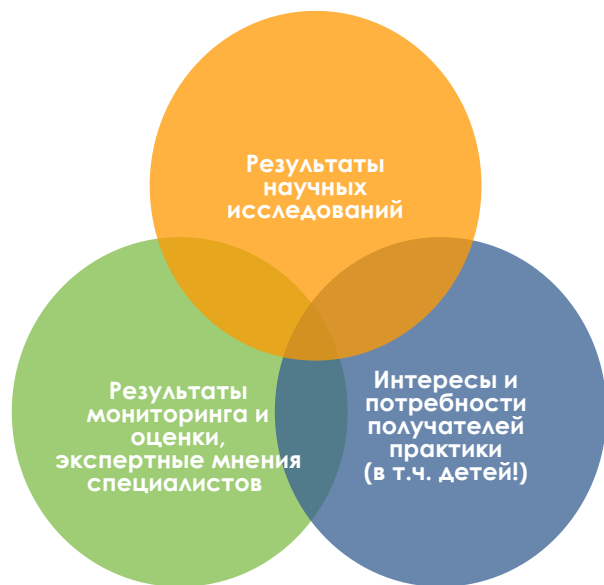 Результаты
научных
исследований
Результаты
мониторинга и
оценки,
экспертные мнения
специалистов
Интересы и
потребности
получателей
практики
(в т.ч. детей!)